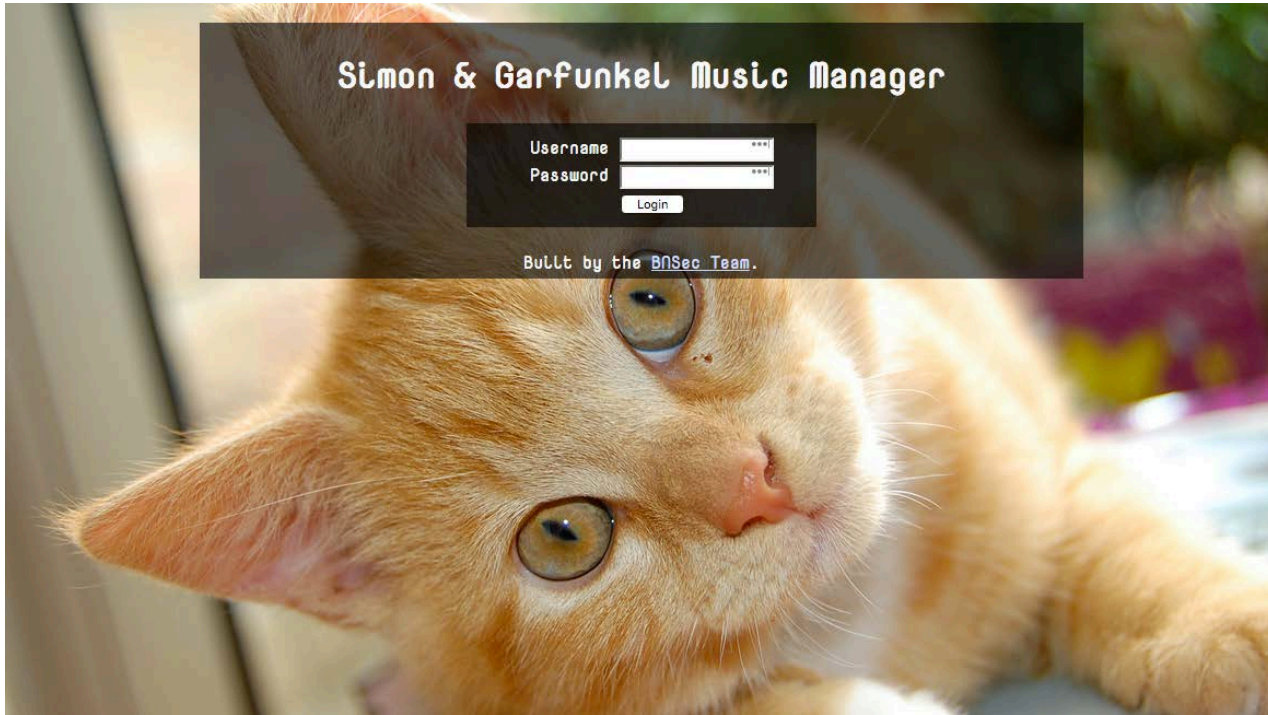 Simon & Garfunkel Music Manager
Username
Password
Login
Built by the BNSec Team.